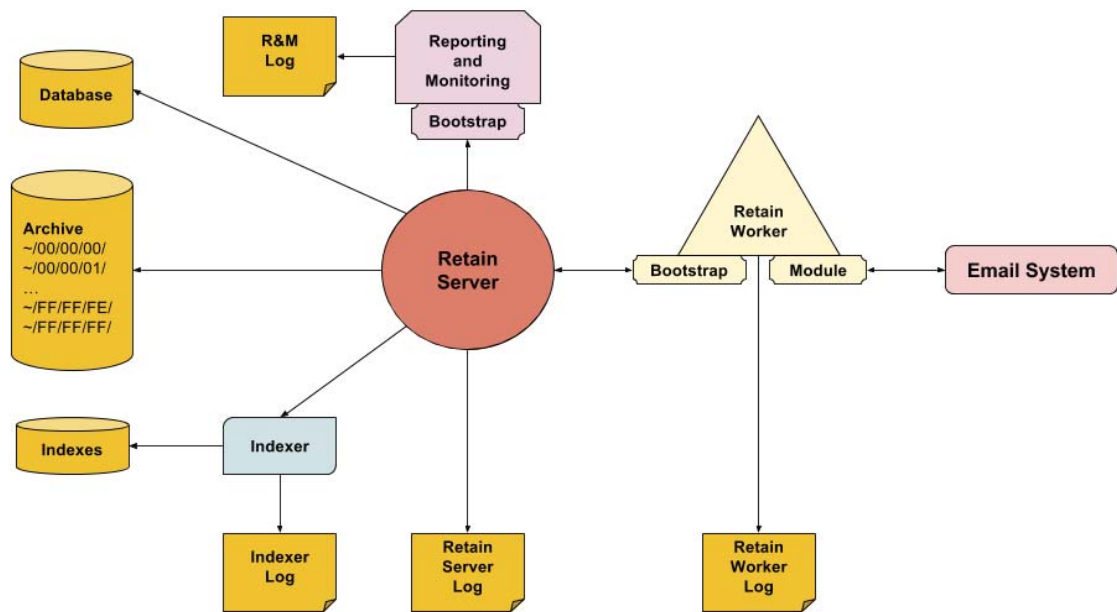 R&M
Log
Reporting
and
Monitoring
Bootstrap
Database
Archive
~/00/00/00/
~/00/00/01/
...
~/FF/FF/FE/
~/FF/FF/FF/
Retain
Server
Retain
Worker
Bootstrap
Module
Email System
Indexes
Indexer
Indexer
Log
Retain
Server
Log
Retain
Worker
Log